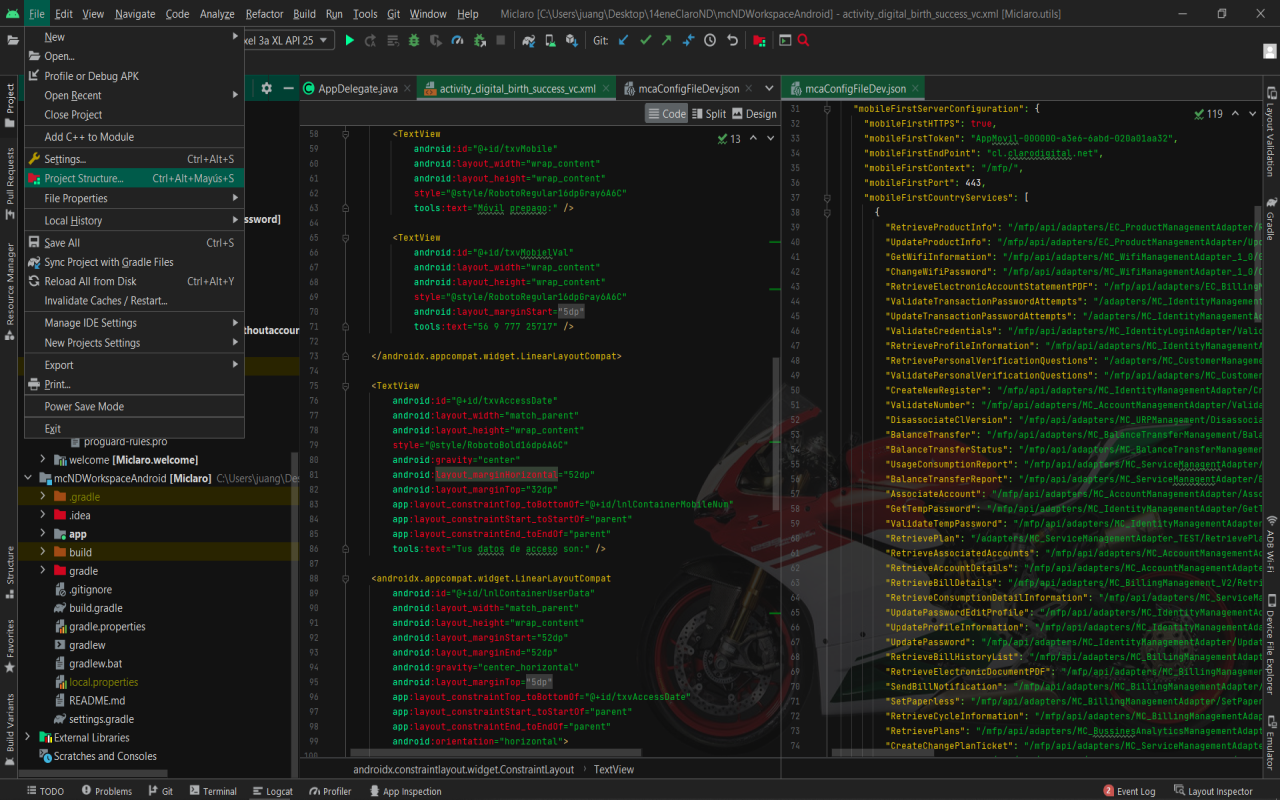 File Edit View Navigate Code Analyze Refactor Build Run Tools Git Window Help Miclaro [C:\Users\juang\Desktop\14eneClaroND\mcNDWorkspaceAndroid] - activity_digital_birth_success_vc.xml [Miclaro.utils]
xel 3a XL API 25 Git:
New
Open...
Profile or Debug APK
Open Recent
Close Project
Add C++ to Module
Settings... Ctrl+Alt+S
Project Structure... Ctrl+Alt+Mayús+S
File Properties
Local History
Save All Ctrl+S
Sync Project with Gradle Files
Reload All from Disk Ctrl+Alt+Y
Invalidate Caches / Restart...
Manage IDE Settings
New Projects Settings
Export
Print...
Power Save Mode
Exit
ssword]
thoutaccour
proguard-rules.pro
welcome [Miclaro.welcome]
mcNDWorkspaceAndroid [Miclaro] C:\Users\juang\Des
.gradle
.idea
app
build
gradle
.gitignore
build.gradle
gradle.properties
gradlew
gradlew.bat
local.properties
README.md
settings.gradle
External Libraries
Scratches and Consoles
Project
Pull Requests
Resource Manager
Structure
Favorites
Build Variants
AppDelegate.java activity_digital_birth_success_vc.xml mcaConfigFileDev.json
Code Split Design
13
58 <TextView
59 android:id="@+id/txvMobile"
60 android:layout_width="wrap_content"
61 android:layout_height="wrap_content"
62 style="@style/RobotoRegular16dpGray6A6C"
63 tools:text="Móvil prepago:" />
64
65 <TextView
66 android:id="@+id/txvMobielVal"
67 android:layout_width="wrap_content"
68 android:layout_height="wrap_content"
69 style="@style/RobotoRegular16dpGray6A6C"
70 android:layout_marginStart="5dp"
71 tools:text="56 9 777 25717" />
72
73 </androidx.appcompat.widget.LinearLayoutCompat>
74
75 <TextView
76 android:id="@+id/txvAccessDate"
77 android:layout_width="match_parent"
78 android:layout_height="wrap_content"
79 style="@style/RobotoBold16dp6A6C"
80 android:gravity="center"
81 android:layout_marginHorizontal="52dp"
82 android:layout_marginTop="32dp"
83 app:layout_constraintTop_toBottomOf="@+id/lnlContainerMobileNum"
84 app:layout_constraintStart_toStartOf="parent"
85 app:layout_constraintEnd_toEndOf="parent"
86 tools:text="Tus datos de acceso son:" />
87
88 <androidx.appcompat.widget.LinearLayoutCompat
89 android:id="@+id/lnlContainerUserData"
90 android:layout_width="match_parent"
91 android:layout_height="wrap_content"
92 android:layout_marginStart="52dp"
93 android:layout_marginEnd="52dp"
94 android:gravity="center_horizontal"
95 android:layout_marginTop="5dp"
96 app:layout_constraintTop_toBottomOf="@+id/txvAccessDate"
97 app:layout_constraintStart_toStartOf="parent"
98 app:layout_constraintEnd_toEndOf="parent"
99 android:orientation="horizontal">
100
androidx.constraintlayout.widget.ConstraintLayout TextView
mcaConfigFileDev.json
119
31 "mobileFirstServerConfiguration": {
32 "mobileFirstHTTPS": true,
33 "mobileFirstToken": "AppMovil-000000-a3e6-6abd-020a01aa32",
34 "mobileFirstEndPoint": "cl.clarodigital.net",
35 "mobileFirstContext": "/mfp/",
36 "mobileFirstPort": 443,
37 "mobileFirstCountryServices": [
38 {
39 "RetrieveProductInfo": "/mfp/api/adapters/EC_ProductManagementAdapter/
40 "UpdateProductInfo": "/mfp/api/adapters/EC_ProductManagementAdapter/Up
41 "GetWifiInformation": "/mfp/api/adapters/MC_WifiManagementAdapter_1_0/
42 "ChangeWifiPassword": "/mfp/api/adapters/MC_WifiManagementAdapter_1_0/
43 "RetrieveElectronicAccountStatementPDF": "/mfp/api/adapters/EC_Billing
44 "ValidateTransactionPasswordAttempts": "/adapters/MC_IdentityManagemen
45 "UpdateTransactionPasswordAttempts": "/adapters/MC_IdentityManagement
46 "ValidateCredentials": "/mfp/api/adapters/MC_IdentityLoginAdapter/Vali
47 "RetrieveProfileInformation": "/mfp/api/adapters/MC_IdentityManagement
48 "RetrievePersonalVerificationQuestions": "/adapters/MC_CustomerManagem
49 "ValidatePersonalVerificationQuestions": "/mfp/api/adapters/MC_Custome
50 "CreateNewRegister": "/mfp/api/adapters/MC_IdentityManagementAdapter/Cr
51 "ValidateNumber": "/mfp/api/adapters/MC_AccountManagementAdapter/Valida
52 "DisassociateClVersion": "/mfp/api/adapters/MC_URPManagement/Disassoci
53 "BalanceTransfer": "/mfp/api/adapters/MC_BalanceTransferManagement/Bala
54 "BalanceTransferStatus": "/mfp/api/adapters/MC_BalanceTransferManageme
55 "UsageConsumptionReport": "/mfp/api/adapters/MC_ServiceManagentAdapter/
56 "BalanceTransferReport": "/mfp/api/adapters/MC_ServiceManagentAdapter/B
57 "AssociateAccount": "/mfp/api/adapters/MC_AccountManagementAdapter/Asso
58 "GetTempPassword": "/mfp/api/adapters/MC_IdentityManagementAdapter/GetT
59 "ValidateTempPassword": "/mfp/api/adapters/MC_IdentityManagementAdapte
60 "RetrievePlan": "/adapters/MC_ServiceManagementAdapter_TEST/RetrievePla
61 "RetrieveAssociatedAccounts": "/mfp/api/adapters/MC_AccountManagementAd
62 "RetrieveAccountDetails": "/mfp/api/adapters/MC_AccountManagementAdapte
63 "RetrieveBillDetails": "/mfp/api/adapters/MC_BillingManagement_V2/Retri
64 "RetrieveConsumptionDetailInformation": "/mfp/api/adapters/MC_ServiceMa
65 "UpdatePasswordEditProfile": "/mfp/api/adapters/MC_IdentityManagementAd
66 "UpdateProfileInformation": "/mfp/api/adapters/MC_IdentityManagementAda
67 "UpdatePassword": "/mfp/api/adapters/MC_IdentityManagementAdapter/Updat
68 "RetrieveBillHistoryList": "/mfp/api/adapters/MC_BillingManagementAdapt
69 "RetrieveElectronicDocumentPDF": "/mfp/api/adapters/MC_BillingManagemen
70 "SendBillNotification": "/mfp/api/adapters/MC_BillingManagementAdapter/
71 "SetPaperless": "/mfp/api/adapters/MC_BillingManagementAdapter/SetPaper
72 "RetrieveCycleInformation": "/mfp/api/adapters/MC_BillingManagementAdap
73 "RetrievePlans": "/mfp/api/adapters/MC_BussinesAnalyticsManagementAdapt
74 "CreateChangePlanTicket": "/mfp/api/adapters/MC_ServiceManagementAdapte
Layout Validation
Gradle
ADB Wi-Fi
Device File Explorer
Emulator
TODO Problems Git Terminal Logcat Profiler App Inspection 2 Event Log Layout Inspector